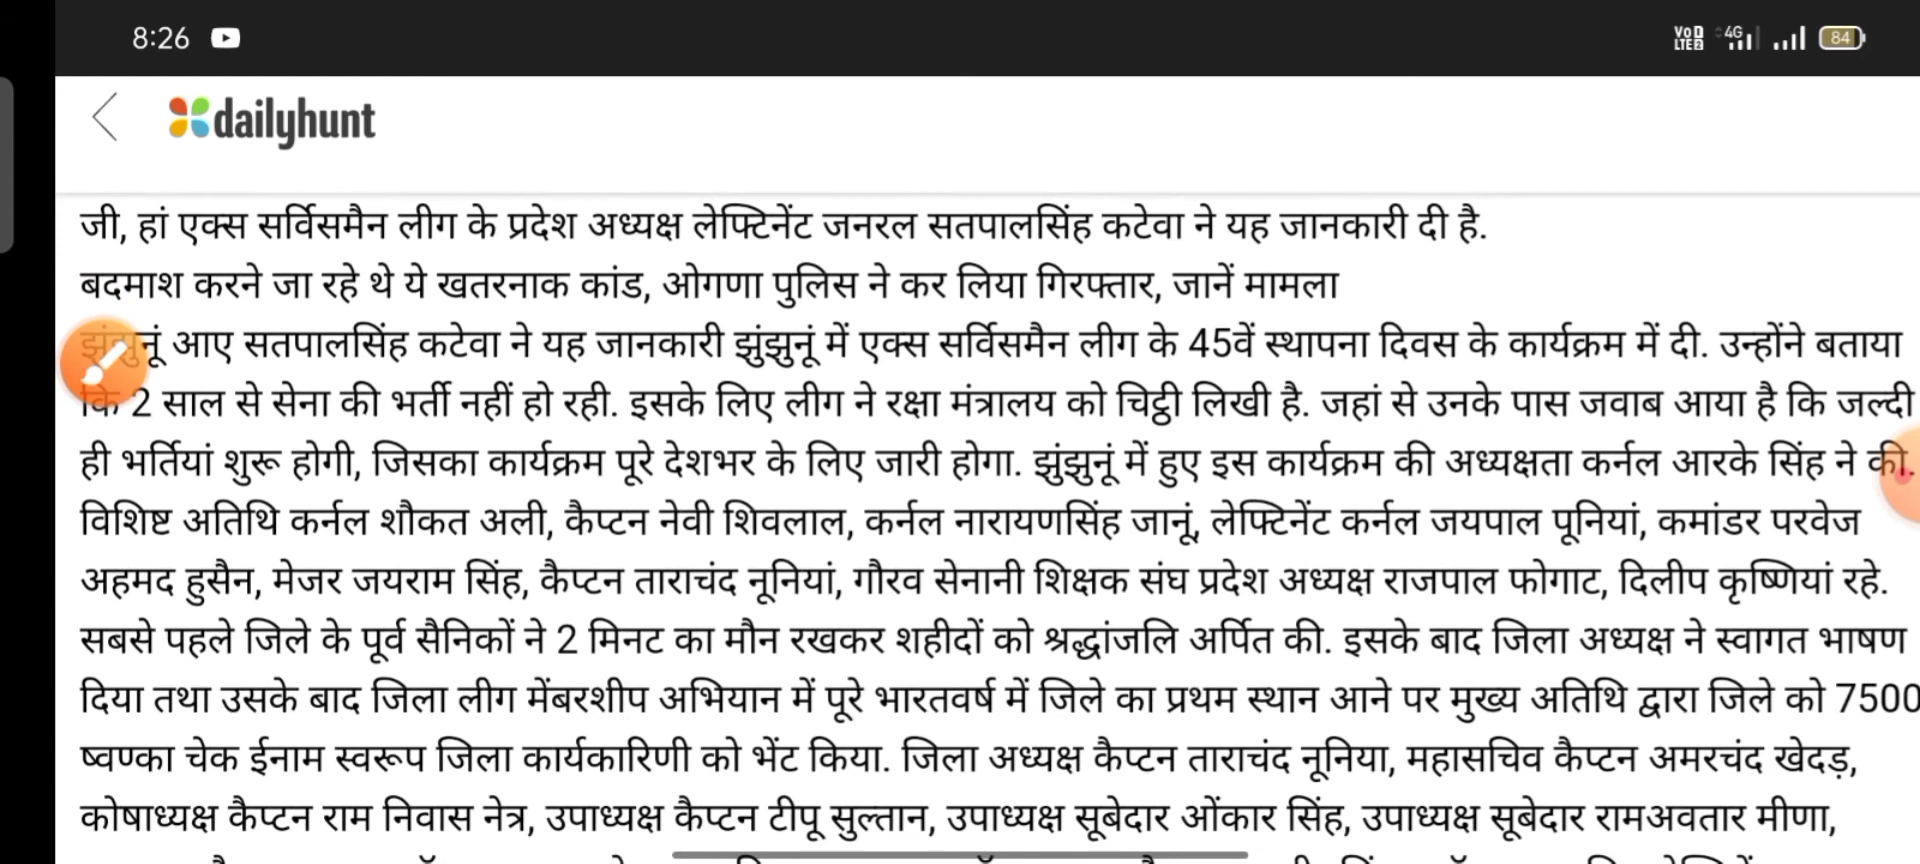 8:26
VoD LTE2 4G 84
dailyhunt
जी, हां एक्स सर्विसमैन लीग के प्रदेश अध्यक्ष लेफ्टिनेंट जनरल सतपालसिंह कटेवा ने यह जानकारी दी है.
बदमाश करने जा रहे थे ये खतरनाक कांड, ओगणा पुलिस ने कर लिया गिरफ्तार, जानें मामला
झुंझुनूं आए सतपालसिंह कटेवा ने यह जानकारी झुंझुनूं में एक्स सर्विसमैन लीग के 45वें स्थापना दिवस के कार्यक्रम में दी. उन्होंने बताया
कि 2 साल से सेना की भर्ती नहीं हो रही. इसके लिए लीग ने रक्षा मंत्रालय को चिट्ठी लिखी है. जहां से उनके पास जवाब आया है कि जल्दी
ही भर्तियां शुरू होगी, जिसका कार्यक्रम पूरे देशभर के लिए जारी होगा. झुंझुनूं में हुए इस कार्यक्रम की अध्यक्षता कर्नल आरके सिंह ने की.
विशिष्ट अतिथि कर्नल शौकत अली, कैप्टन नेवी शिवलाल, कर्नल नारायणसिंह जानूं, लेफ्टिनेंट कर्नल जयपाल पूनियां, कमांडर परवेज
अहमद हुसैन, मेजर जयराम सिंह, कैप्टन ताराचंद नूनियां, गौरव सेनानी शिक्षक संघ प्रदेश अध्यक्ष राजपाल फोगाट, दिलीप कृष्णियां रहे.
सबसे पहले जिले के पूर्व सैनिकों ने 2 मिनट का मौन रखकर शहीदों को श्रद्धांजलि अर्पित की. इसके बाद जिला अध्यक्ष ने स्वागत भाषण
दिया तथा उसके बाद जिला लीग मेंबरशीप अभियान में पूरे भारतवर्ष में जिले का प्रथम स्थान आने पर मुख्य अतिथि द्वारा जिले को 7500
ष्वण्का चेक ईनाम स्वरूप जिला कार्यकारिणी को भेंट किया. जिला अध्यक्ष कैप्टन ताराचंद नूनिया, महासचिव कैप्टन अमरचंद खेदड़,
कोषाध्यक्ष कैप्टन राम निवास नेत्र, उपाध्यक्ष कैप्टन टीपू सुल्तान, उपाध्यक्ष सूबेदार ओंकार सिंह, उपाध्यक्ष सूबेदार रामअवतार मीणा,